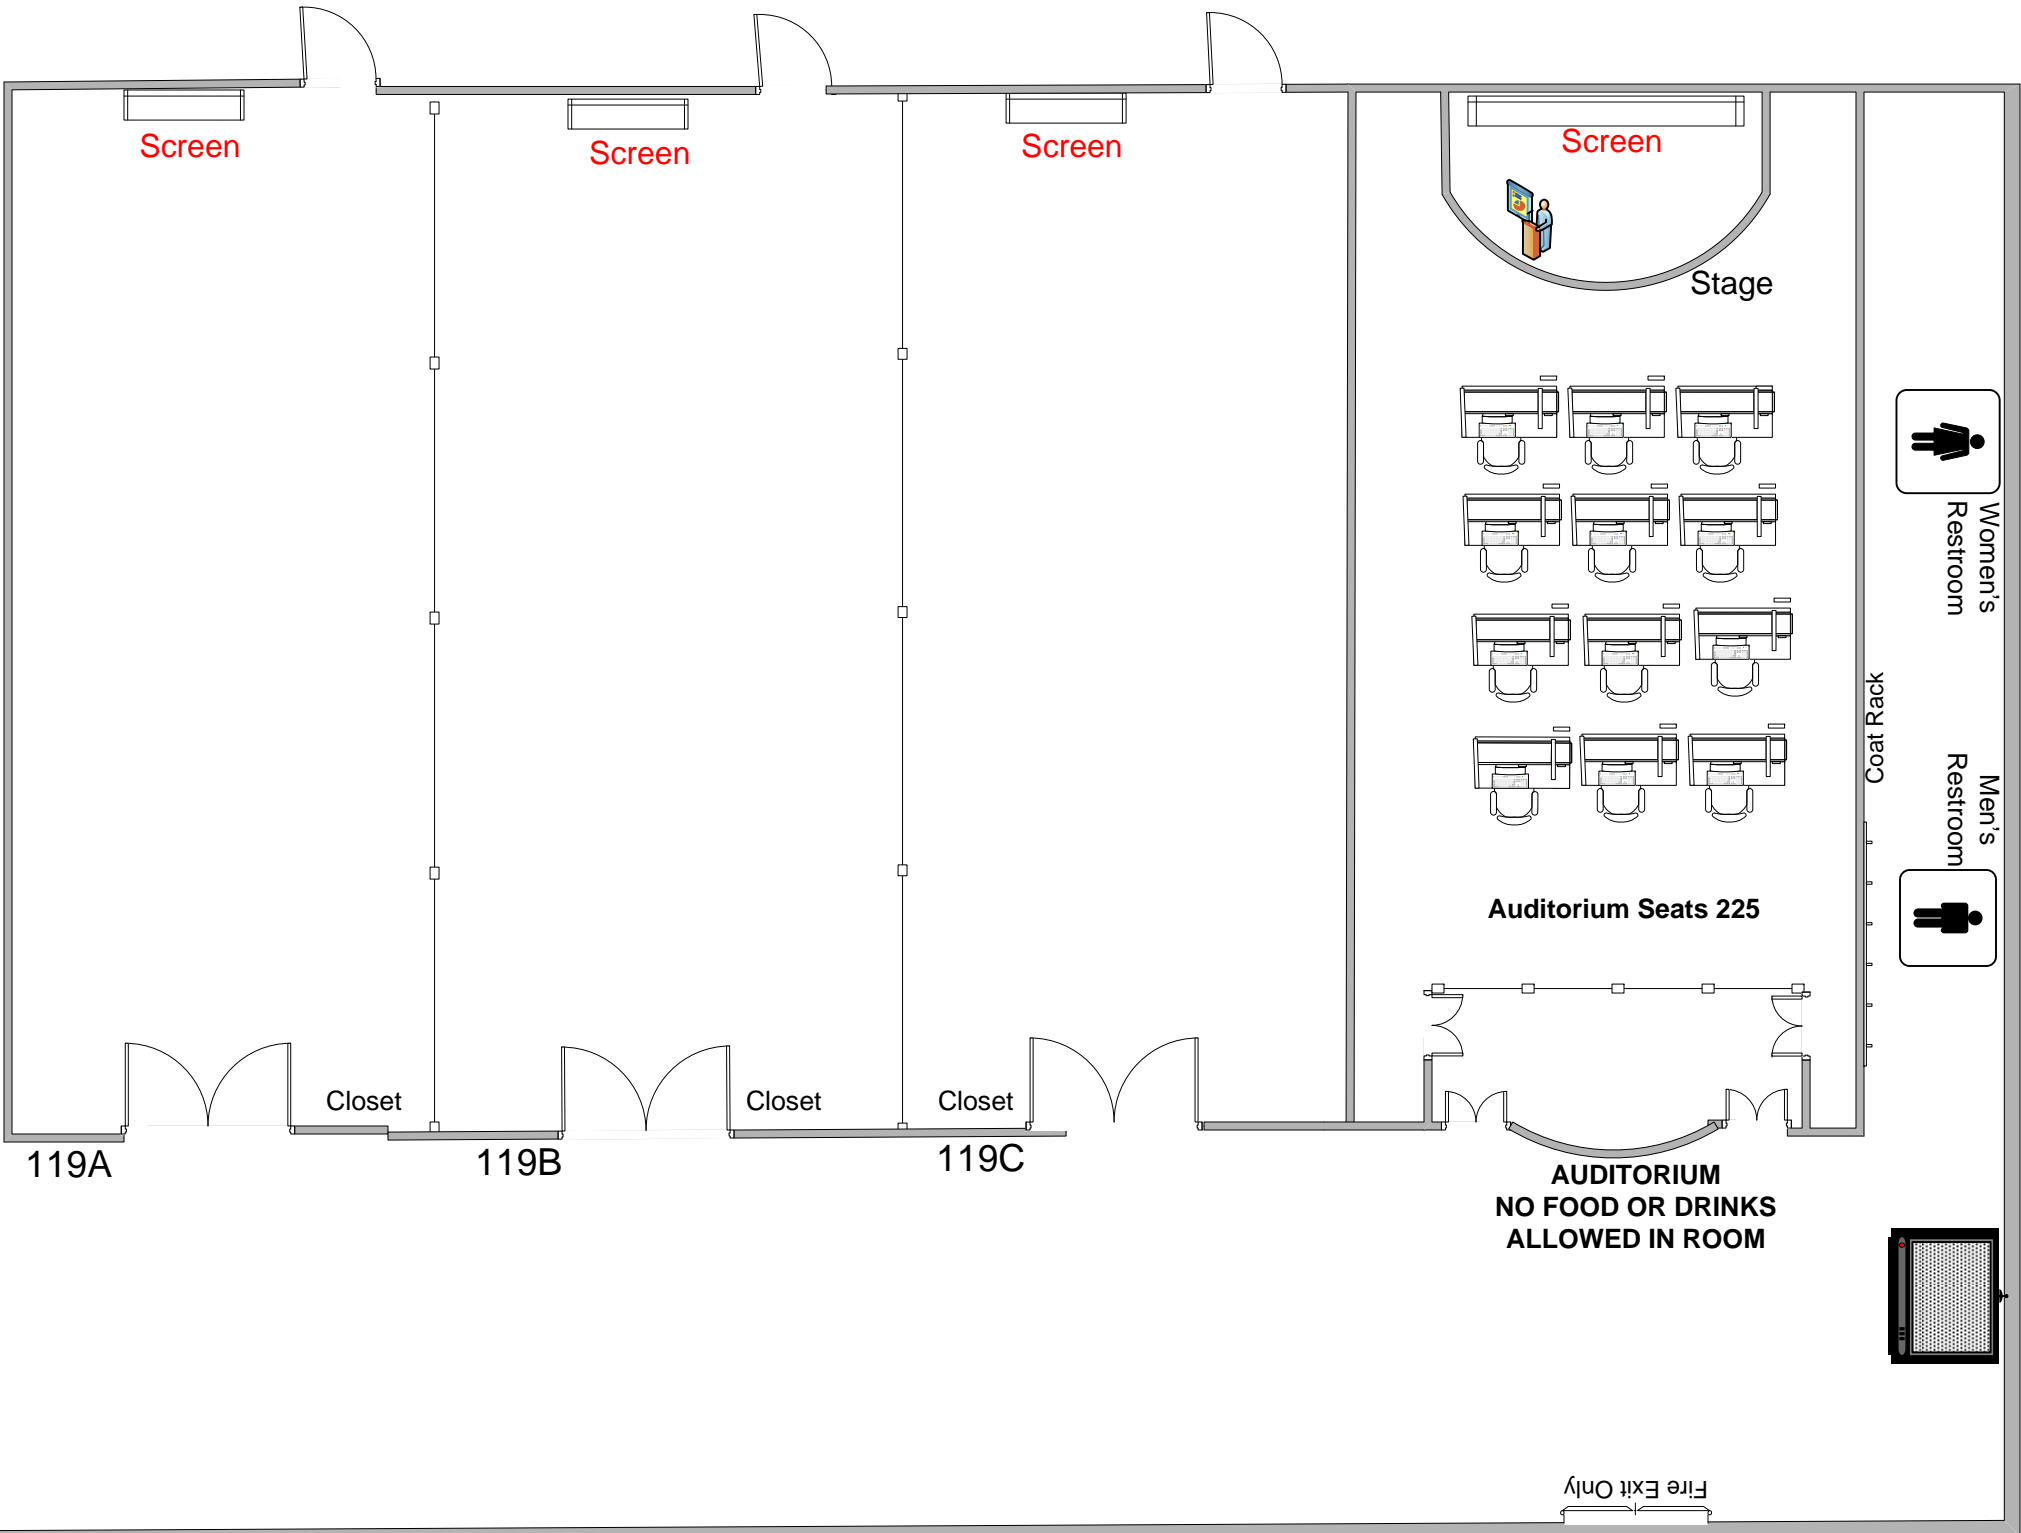 Screen
Screen
Screen
Screen
Stage
Women's
Restroom
Coat Rack
Men's
Restroom
Auditorium Seats 225
Closet
Closet
Closet
119A
119B
119C
AUDITORIUM
NO FOOD OR DRINKS
ALLOWED IN ROOM
Fire Exit Only